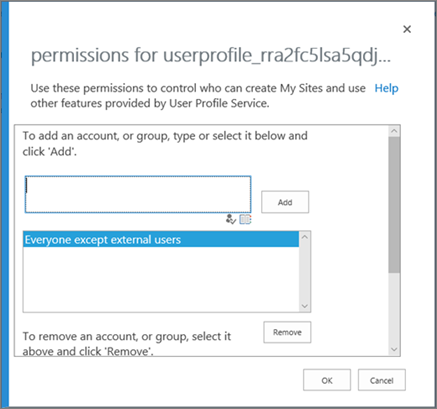 permissions for userprofile_rra2fc5lsa5qdj...
Use these permissions to control who can create My Sites and use Help
other features provided by User Profile Service.
To add an account, or group, type or select it below and
click 'Add'.
Add
Everyone except external users
Remove
To remove an account, or group, select it
above and click 'Remove'.
OK Cancel